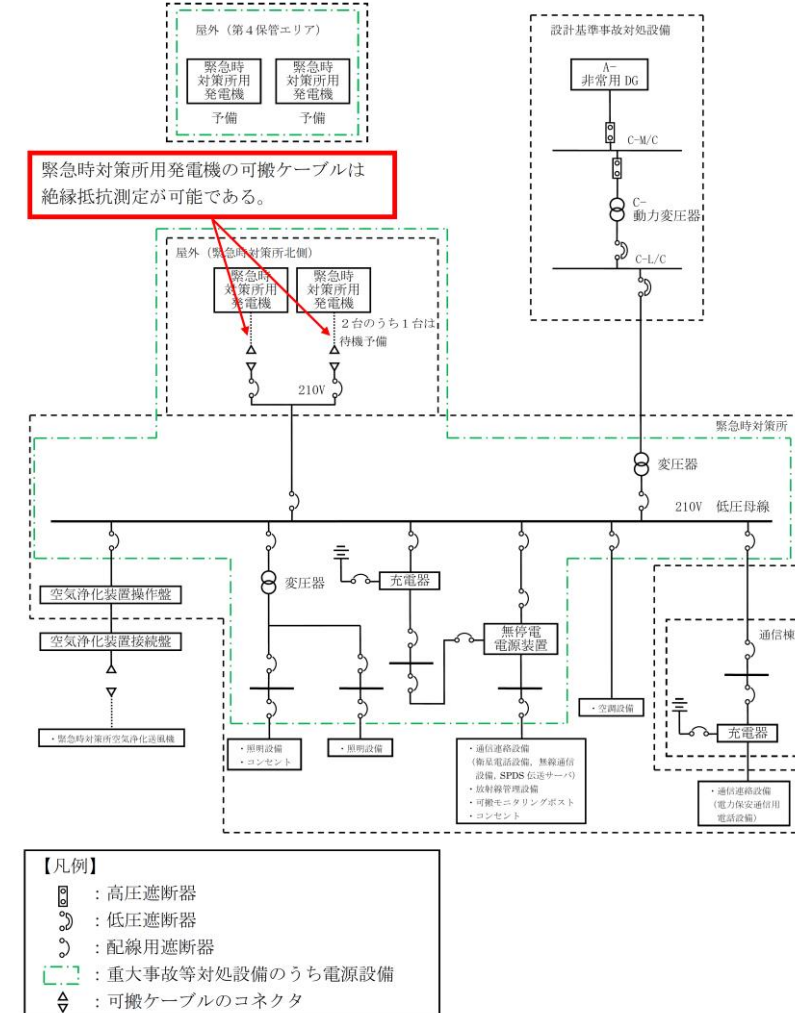 屋外（第４保管エリア）
緊急時
対策所用
発電機
緊急時
対策所用
発電機
予備
予備
設計基準事故対処設備
A-
非常用 DG
C-M/C
C-
動力変圧器
C-L/C
緊急時対策所用発電機の可搬ケーブルは
絶縁抵抗測定が可能である。
屋外（緊急時対策所北側）
緊急時
対策所用
発電機
緊急時
対策所用
発電機
２台のうち１台は
待機予備
210V
緊急時対策所
変圧器
210V 低圧母線
空気浄化装置操作盤
空気浄化装置接続盤
・緊急時対策所空気浄化送風機
変圧器
充電器
無停電
電源装置
通信棟
充電器
・照明設備
・コンセント
・照明設備
・通信連絡設備
（衛星電話設備，無線通信
設備，SPDS 伝送サーバ）
・放射線管理設備
・可搬モニタリングポスト
・コンセント
・空調設備
・通信連絡設備
（電力保安通信用
電話設備）
【凡例】
：高圧遮断器
：低圧遮断器
：配線用遮断器
：重大事故等対処設備のうち電源設備
：可搬ケーブルのコネクタ